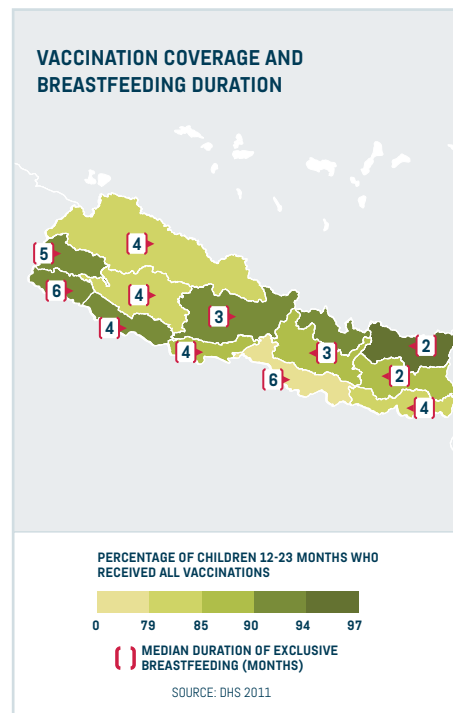 VACCINATION COVERAGE AND
BREASTFEEDING DURATION
4
5
6
4
3
4
4
3
2
2
6
4
PERCENTAGE OF CHILDREN 12-23 MONTHS WHO
RECEIVED ALL VACCINATIONS
0 79 85 90 94 97
MEDIAN DURATION OF EXCLUSIVE
BREASTFEEDING (MONTHS)
SOURCE: DHS 2011